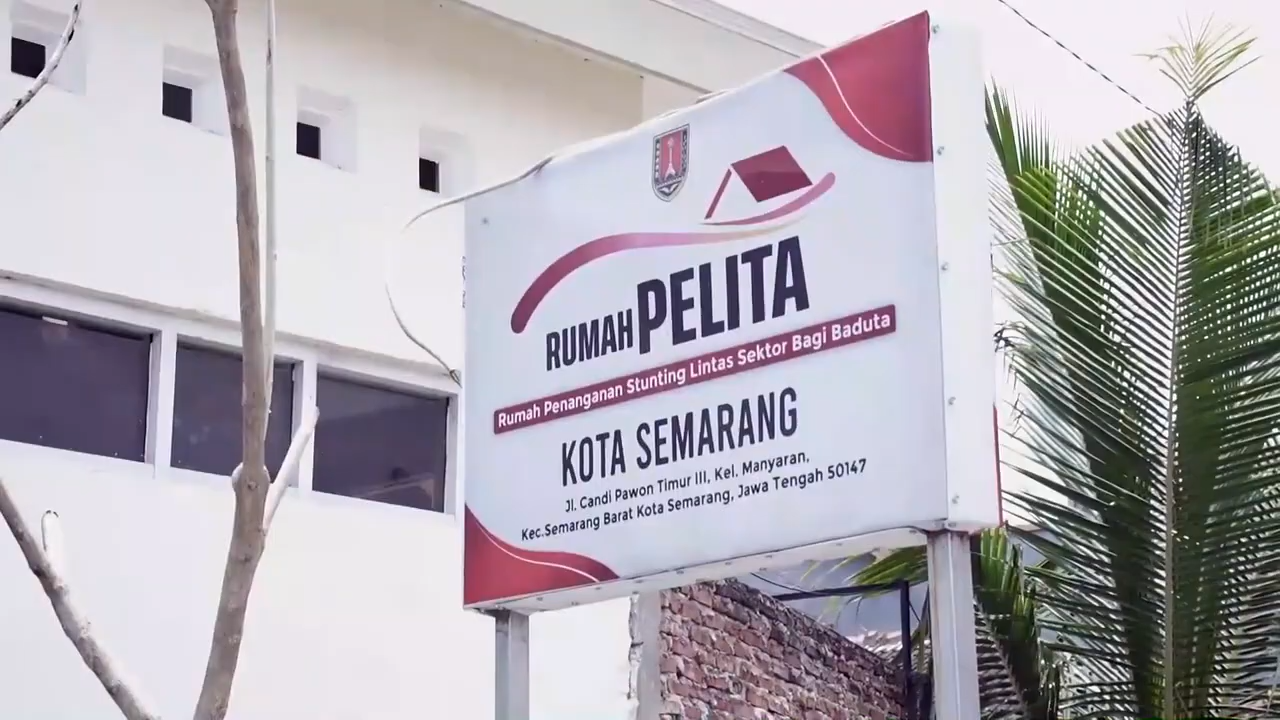 RUMAH PELITA
Rumah Penanganan Stunting Lintas Sektor Bagi Baduta
KOTA SEMARANG
Jl. Candi Pawon Timur III, Kel. Manyaran,
Kec.Semarang Barat Kota Semarang, Jawa Tengah 50147